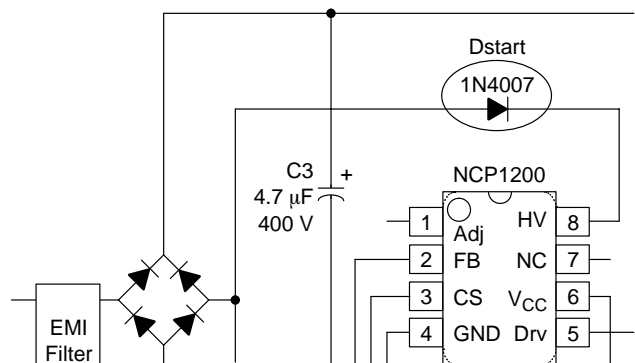 Dstart
1N4007
C3
+
4.7 μF
400 V
NCP1200
1 Adj HV 8
2 FB NC 7
3 CS VCC 6
4 GND Drv 5
EMI
Filter